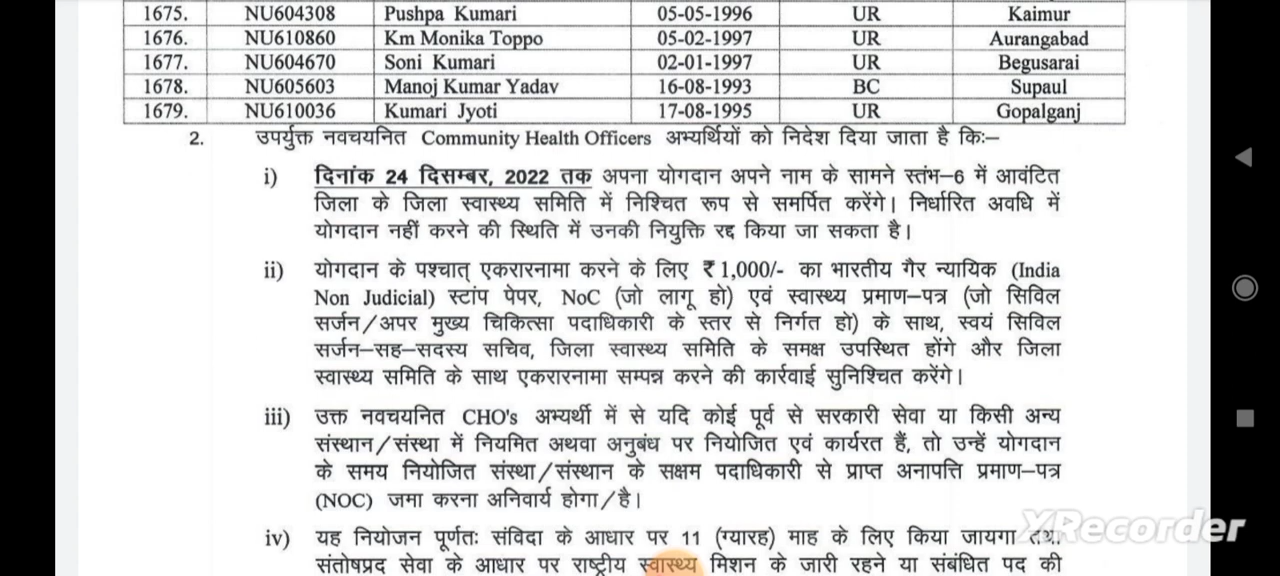 1675. NU604308 Pushpa Kumari 05-05-1996 UR Kaimur
1676. NU610860 Km Monika Toppo 05-02-1997 UR Aurangabad
1677. NU604670 Soni Kumari 02-01-1997 UR Begusarai
1678. NU605603 Manoj Kumar Yadav 16-08-1993 BC Supaul
1679. NU610036 Kumari Jyoti 17-08-1995 UR Gopalganj
2. उपर्युक्त नवचयनित Community Health Officers अभ्यर्थियों को निदेश दिया जाता है किः–
i) दिनांक 24 दिसम्बर, 2022 तक अपना योगदान अपने नाम के सामने स्तंभ–6 में आवंटित
जिला के जिला स्वास्थ्य समिति में निश्चित रूप से समर्पित करेंगे। निर्धारित अवधि में
योगदान नहीं करने की स्थिति में उनकी नियुक्ति रद्द किया जा सकता है।
ii) योगदान के पश्चात् एकरारनामा करने के लिए ₹1,000/- का भारतीय गैर न्यायिक (India
Non Judicial) स्टांप पेपर, NoC (जो लागू हो) एवं स्वास्थ्य प्रमाण–पत्र (जो सिविल
सर्जन/अपर मुख्य चिकित्सा पदाधिकारी के स्तर से निर्गत हो) के साथ, स्वयं सिविल
सर्जन–सह–सदस्य सचिव, जिला स्वास्थ्य समिति के समक्ष उपस्थित होंगे और जिला
स्वास्थ्य समिति के साथ एकरारनामा सम्पन्न करने की कार्रवाई सुनिश्चित करेंगे।
iii) उक्त नवचयनित CHO's अभ्यर्थी में से यदि कोई पूर्व से सरकारी सेवा या किसी अन्य
संस्थान/संस्था में नियमित अथवा अनुबंध पर नियोजित एवं कार्यरत हैं, तो उन्हें योगदान
के समय नियोजित संस्था/संस्थान के सक्षम पदाधिकारी से प्राप्त अनापत्ति प्रमाण–पत्र
(NOC) जमा करना अनिवार्य होगा/है।
iv) यह नियोजन पूर्णतः संविदा के आधार पर 11 (ग्यारह) माह के लिए किया जायगा तथा
संतोषप्रद सेवा के आधार पर राष्ट्रीय स्वास्थ्य मिशन के जारी रहने या संबंधित पद की
XRecorder